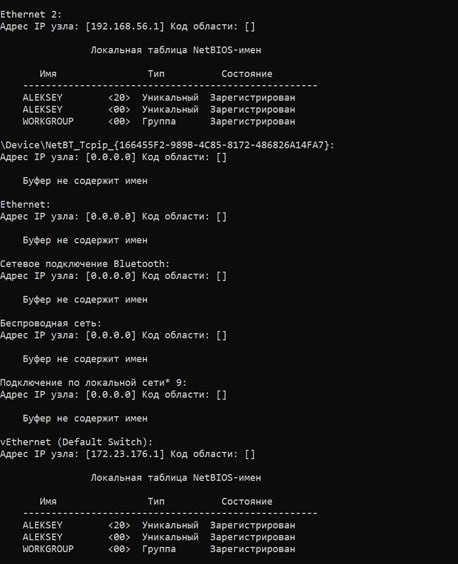 Ethernet 2:
Адрес IP узла: [192.168.56.1] Код области: []
Локальная таблица NetBIOS-имен
Имя Тип Состояние
----------------------------------------------------
ALEKSEY <20> Уникальный Зарегистрирован
ALEKSEY <00> Уникальный Зарегистрирован
WORKGROUP <00> Группа Зарегистрирован
\Device\NetBT_Tcpip_{166455F2-989B-4C85-8172-486826A14FA7}:
Адрес IP узла: [0.0.0.0] Код области: []
Буфер не содержит имен
Ethernet:
Адрес IP узла: [0.0.0.0] Код области: []
Буфер не содержит имен
Сетевое подключение Bluetooth:
Адрес IP узла: [0.0.0.0] Код области: []
Буфер не содержит имен
Беспроводная сеть:
Адрес IP узла: [0.0.0.0] Код области: []
Буфер не содержит имен
Подключение по локальной сети* 9:
Адрес IP узла: [0.0.0.0] Код области: []
Буфер не содержит имен
vEthernet (Default Switch):
Адрес IP узла: [172.23.176.1] Код области: []
Локальная таблица NetBIOS-имен
Имя Тип Состояние
----------------------------------------------------
ALEKSEY <20> Уникальный Зарегистрирован
ALEKSEY <00> Уникальный Зарегистрирован
WORKGROUP <00> Группа Зарегистрирован